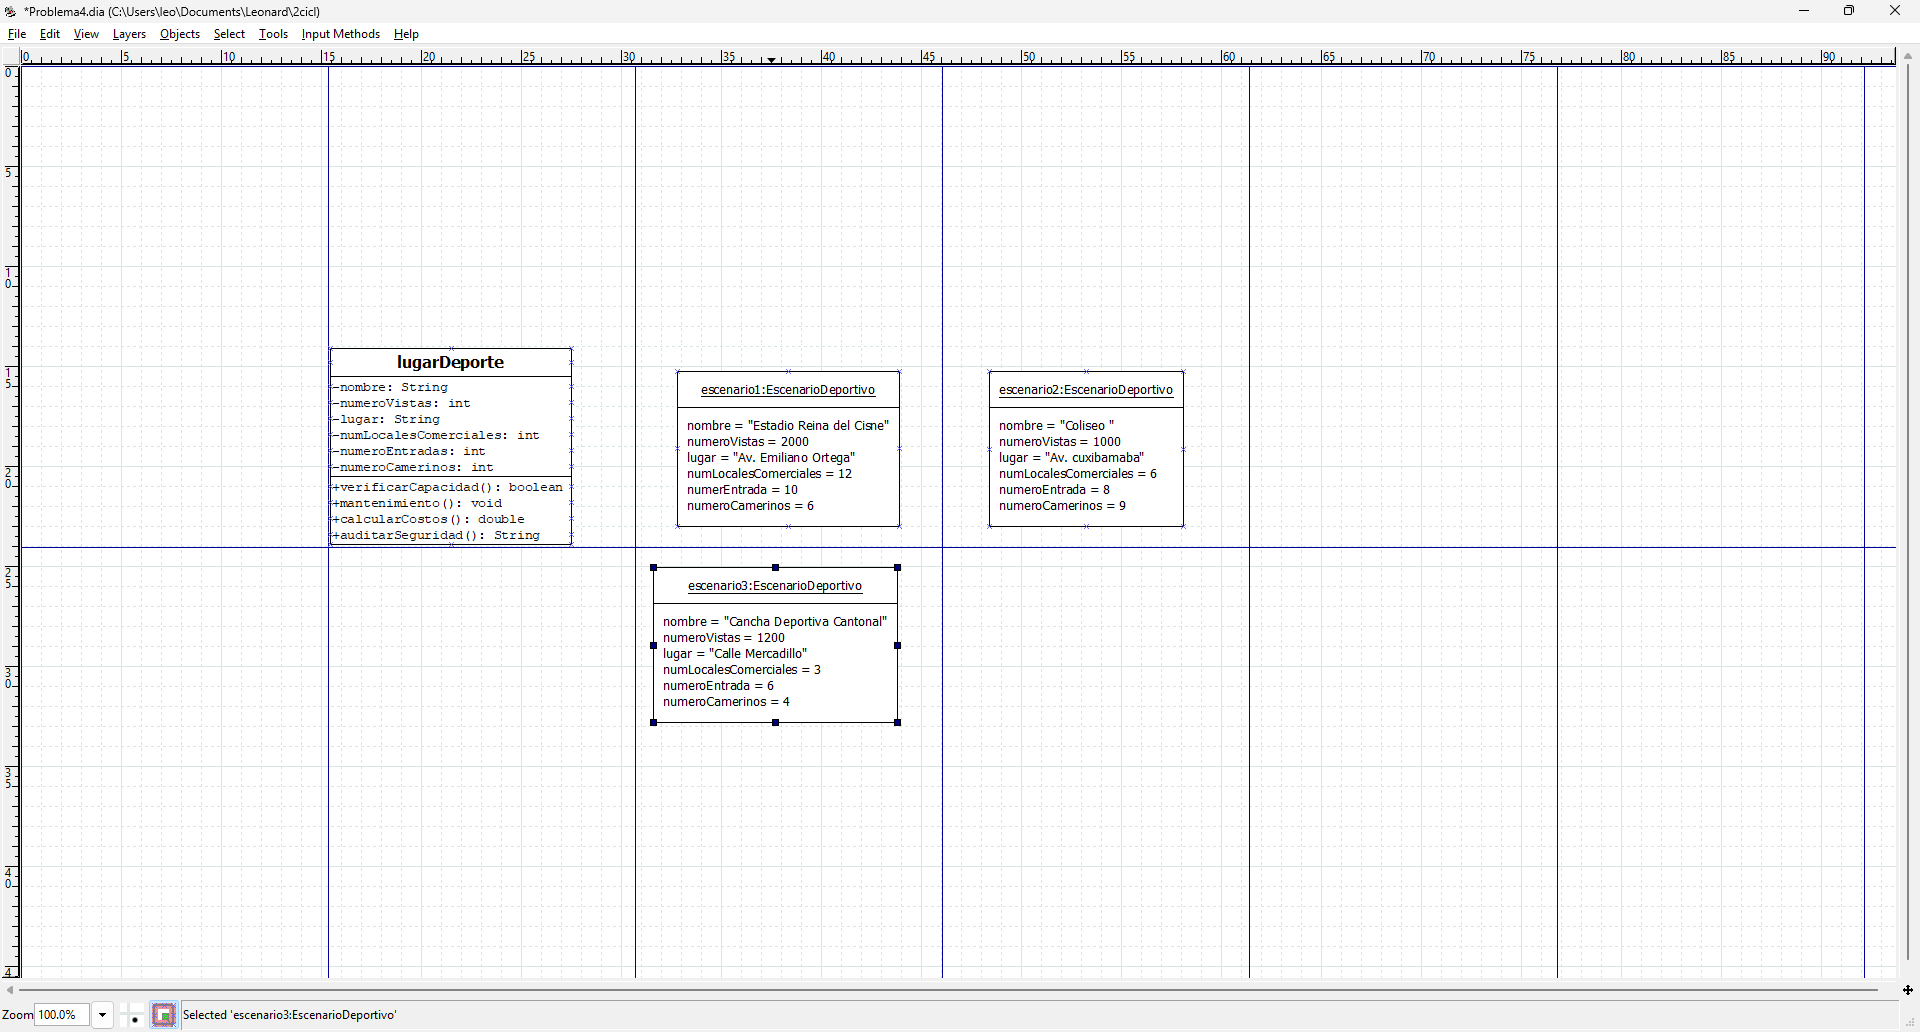 *Problema4.dia (C:\Users\leo\Documents\Leonard\2cicl)
File Edit View Layers Objects Select Tools Input Methods Help
0 5 10 15 20 25 30 35 40 45 50 55 60 65 70 75 80 85 90
0
5
10
15
20
25
30
35
40
4
lugarDeporte
-nombre: String
-numeroVistas: int
-lugar: String
-numLocalesComerciales: int
-numeroEntradas: int
-numeroCamerinos: int
+verificarCapacidad(): boolean
+mantenimiento(): void
+calcularCostos(): double
+auditarSeguridad(): String
escenario1:EscenarioDeportivo
nombre = "Estadio Reina del Cisne"
numeroVistas = 2000
lugar = "Av. Emiliano Ortega"
numLocalesComerciales = 12
numerEntrada = 10
numeroCamerinos = 6
escenario2:EscenarioDeportivo
nombre = "Coliseo "
numeroVistas = 1000
lugar = "Av. cuxibamaba"
numLocalesComerciales = 6
numeroEntrada = 8
numeroCamerinos = 9
escenario3:EscenarioDeportivo
nombre = "Cancha Deportiva Cantonal"
numeroVistas = 1200
lugar = "Calle Mercadillo"
numLocalesComerciales = 3
numeroEntrada = 6
numeroCamerinos = 4
Zoom 100.0% Selected 'escenario3:EscenarioDeportivo'